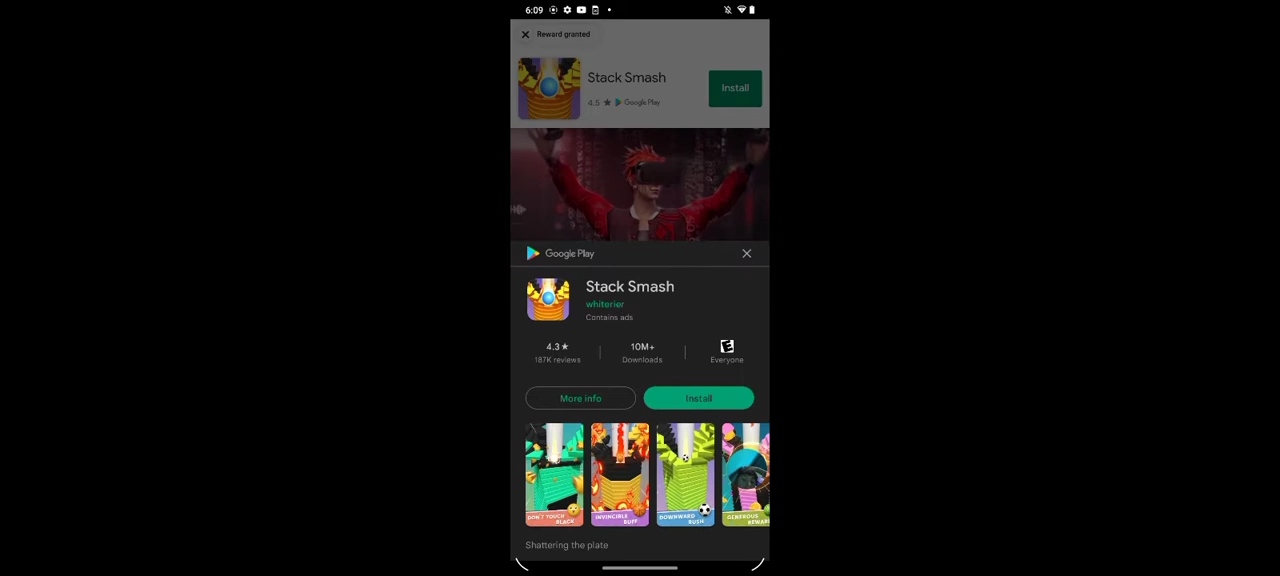 6:09
Reward granted
Stack Smash
4.5 ★ Google Play
Install
Google Play
Stack Smash
whiterier
Contains ads
4.3★
187K reviews
10M+
Downloads
E
Everyone
More info
Install
DON'T TOUCH BLACK
INVINCIBLE BUFF
DOWNWARD RUSH
GENEROUS REWARD
Shattering the plate